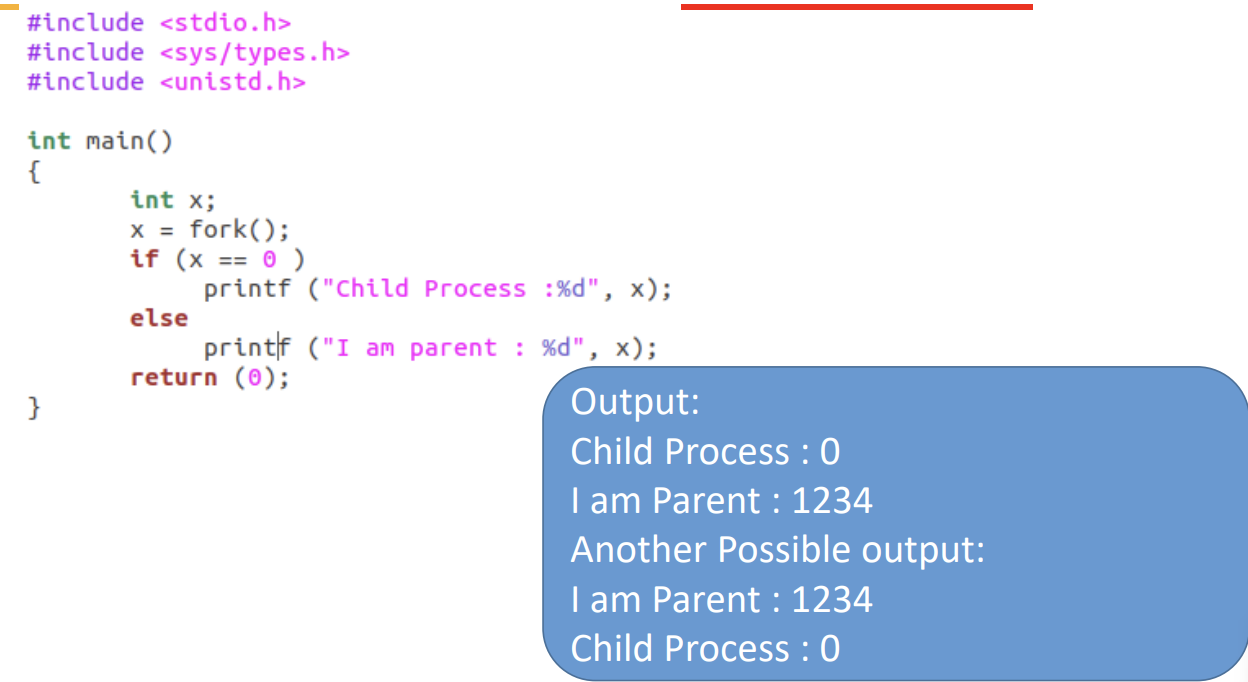 #include <stdio.h>
#include <sys/types.h>
#include <unistd.h>
int main()
{
int x;
x = fork();
if (x == 0 )
printf ("Child Process :%d", x);
else
printf ("I am parent : %d", x);
return (0);
}
Output:
Child Process : 0
I am Parent : 1234
Another Possible output:
I am Parent : 1234
Child Process : 0